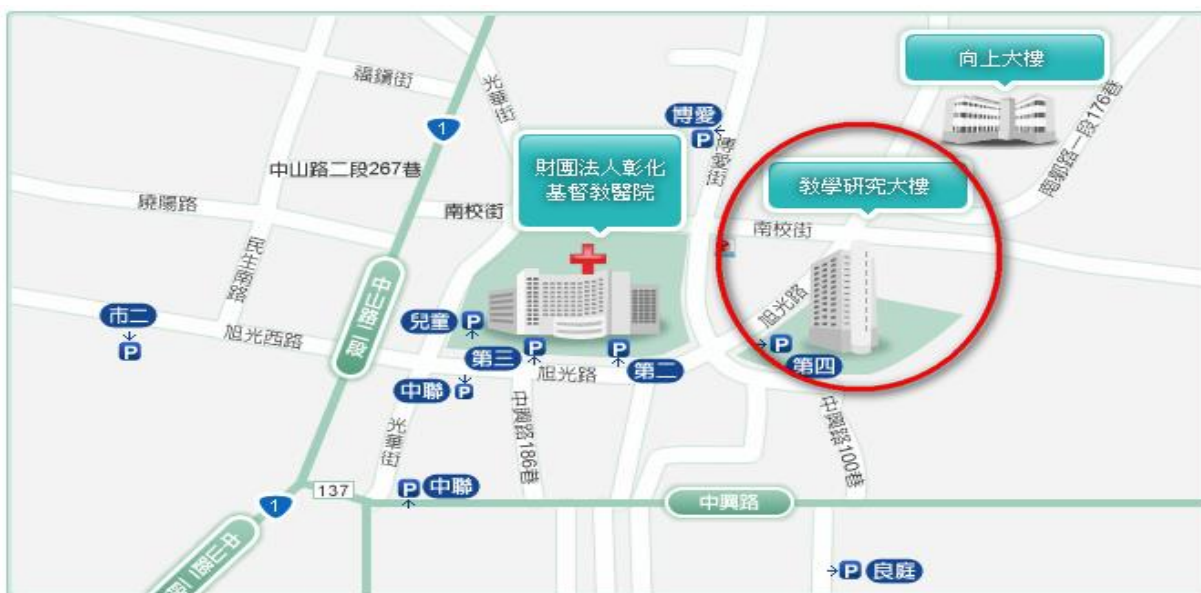 向上大樓
福鎮街
光華街
博愛
P
南郭路一段176巷
1
博愛街
財團法人彰化
基督教醫院
教學研究大樓
中山路二段267巷
曉陽路
南校街
南校街
民生南路
中山路二段
旭光路
市二
P
兒童 P
旭光西路
第三 P
P 第二
P 第四
旭光路
中聯 P
光華街
中興路186巷
中興路100巷
137
P 中聯
1
中興路
中山路二段
P 良庭